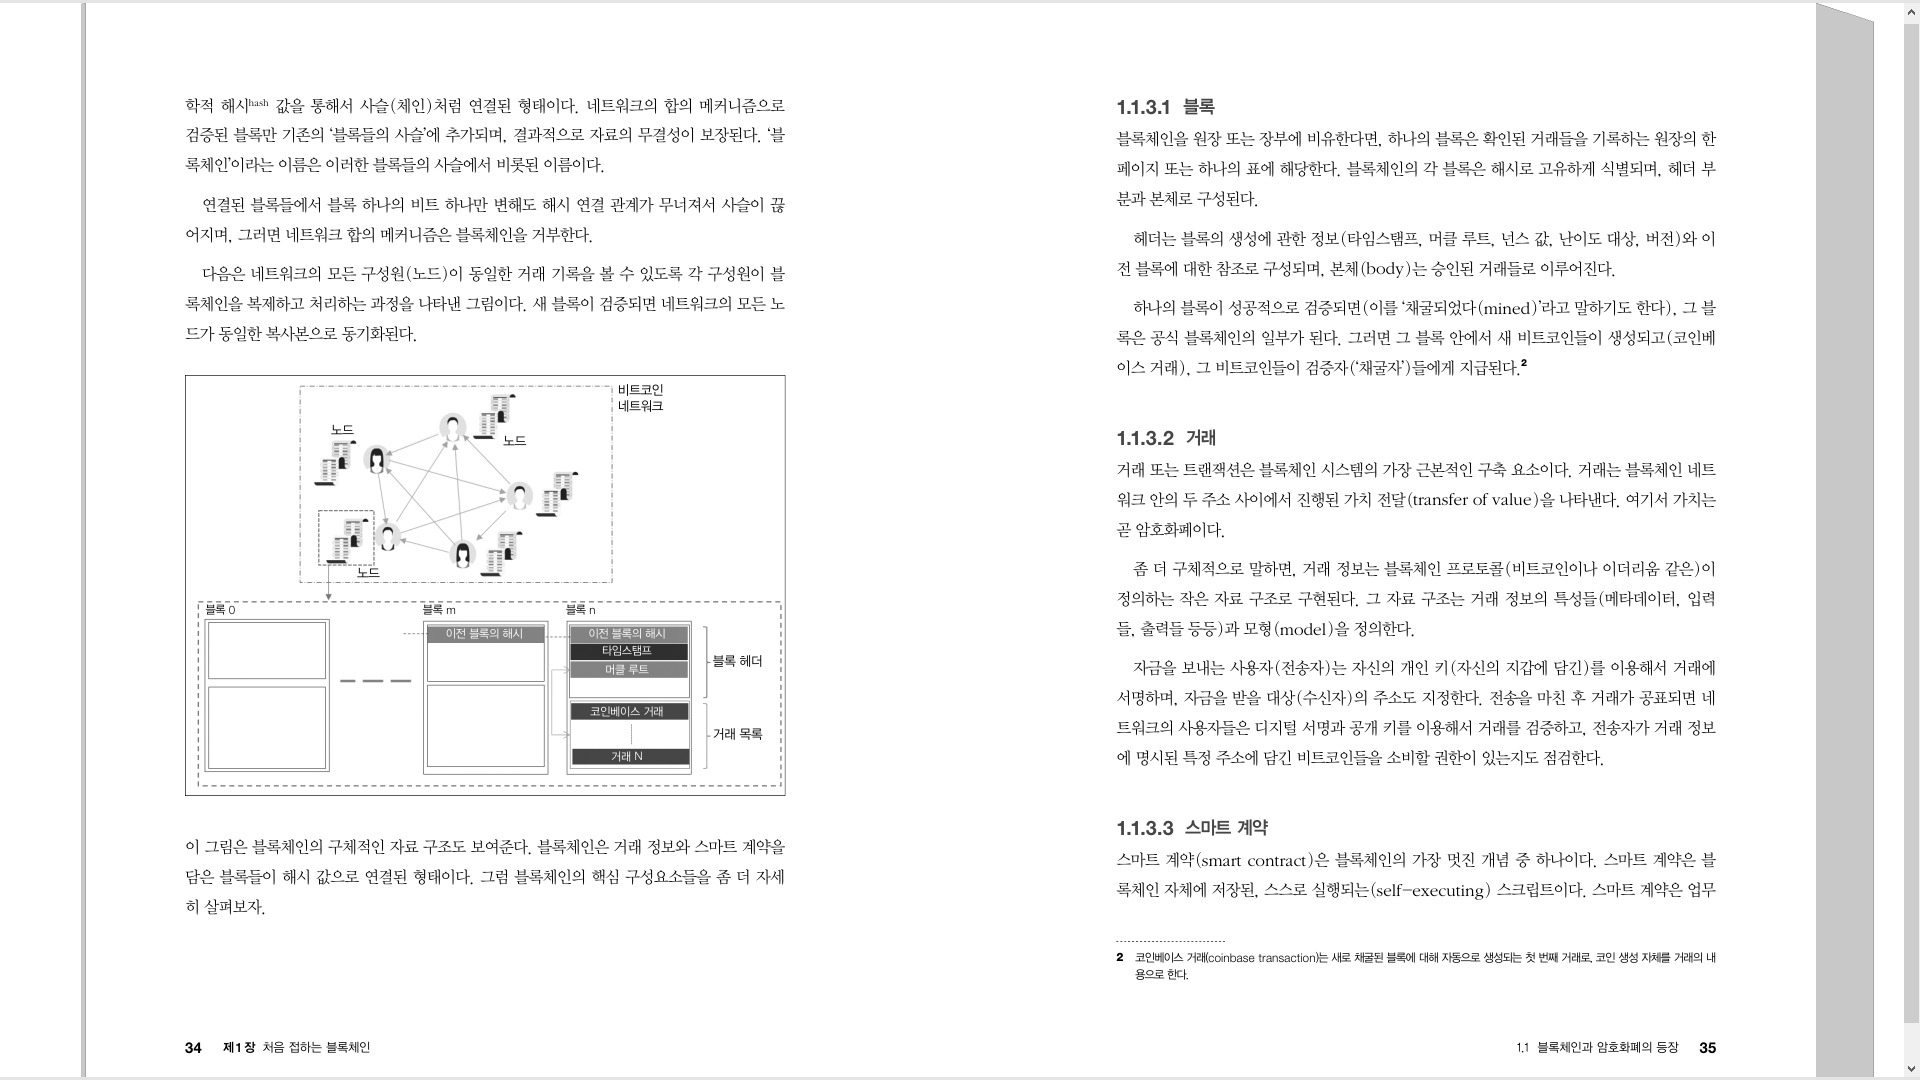 학적 해시hash 값을 통해서 사슬(체인)처럼 연결된 형태이다. 네트워크의 합의 메커니즘으로
검증된 블록만 기존의 ‘블록들의 사슬’에 추가되며, 결과적으로 자료의 무결성이 보장된다. ‘블
록체인’이라는 이름은 이러한 블록들의 사슬에서 비롯된 이름이다.
연결된 블록들에서 블록 하나의 비트 하나만 변해도 해시 연결 관계가 무너져서 사슬이 끊
어지며, 그러면 네트워크 합의 메커니즘은 블록체인을 거부한다.
다음은 네트워크의 모든 구성원(노드)이 동일한 거래 기록을 볼 수 있도록 각 구성원이 블
록체인을 복제하고 처리하는 과정을 나타낸 그림이다. 새 블록이 검증되면 네트워크의 모든 노
드가 동일한 복사본으로 동기화된다.
비트코인
네트워크
노드
노드
노드
블록 0
블록 m
블록 n
이전 블록의 해시
이전 블록의 해시
타임스탬프
머클 루트
블록 헤더
코인베이스 거래
거래 목록
거래 N
이 그림은 블록체인의 구체적인 자료 구조도 보여준다. 블록체인은 거래 정보와 스마트 계약을
담은 블록들이 해시 값으로 연결된 형태이다. 그럼 블록체인의 핵심 구성요소들을 좀 더 자세
히 살펴보자.
34 제1장 처음 접하는 블록체인
1.1.3.1 블록
블록체인을 원장 또는 장부에 비유한다면, 하나의 블록은 확인된 거래들을 기록하는 원장의 한
페이지 또는 하나의 표에 해당한다. 블록체인의 각 블록은 해시로 고유하게 식별되며, 헤더 부
분과 본체로 구성된다.
헤더는 블록의 생성에 관한 정보(타임스탬프, 머클 루트, 넌스 값, 난이도 대상, 버전)와 이
전 블록에 대한 참조로 구성되며, 본체(body)는 승인된 거래들로 이루어진다.
하나의 블록이 성공적으로 검증되면(이를 ‘채굴되었다(mined)’라고 말하기도 한다), 그 블
록은 공식 블록체인의 일부가 된다. 그러면 그 블록 안에서 새 비트코인들이 생성되고(코인베
이스 거래), 그 비트코인들이 검증자(‘채굴자’)들에게 지급된다.2
1.1.3.2 거래
거래 또는 트랜잭션은 블록체인 시스템의 가장 근본적인 구축 요소이다. 거래는 블록체인 네트
워크 안의 두 주소 사이에서 진행된 가치 전달(transfer of value)을 나타낸다. 여기서 가치는
곧 암호화폐이다.
좀 더 구체적으로 말하면, 거래 정보는 블록체인 프로토콜(비트코인이나 이더리움 같은)이
정의하는 작은 자료 구조로 구현된다. 그 자료 구조는 거래 정보의 특성들(메타데이터, 입력
들, 출력들 등등)과 모형(model)을 정의한다.
자금을 보내는 사용자(전송자)는 자신의 개인 키(자신의 지갑에 담긴)를 이용해서 거래에
서명하며, 자금을 받을 대상(수신자)의 주소도 지정한다. 전송을 마친 후 거래가 공표되면 네
트워크의 사용자들은 디지털 서명과 공개 키를 이용해서 거래를 검증하고, 전송자가 거래 정보
에 명시된 특정 주소에 담긴 비트코인들을 소비할 권한이 있는지도 점검한다.
1.1.3.3 스마트 계약
스마트 계약(smart contract)은 블록체인의 가장 멋진 개념 중 하나이다. 스마트 계약은 블
록체인 자체에 저장된, 스스로 실행되는(self-executing) 스크립트이다. 스마트 계약은 업무
2 코인베이스 거래(coinbase transaction)는 새로 채굴된 블록에 대해 자동으로 생성되는 첫 번째 거래로, 코인 생성 자체를 거래의 내
용으로 한다.
1.1 블록체인과 암호화폐의 등장 35